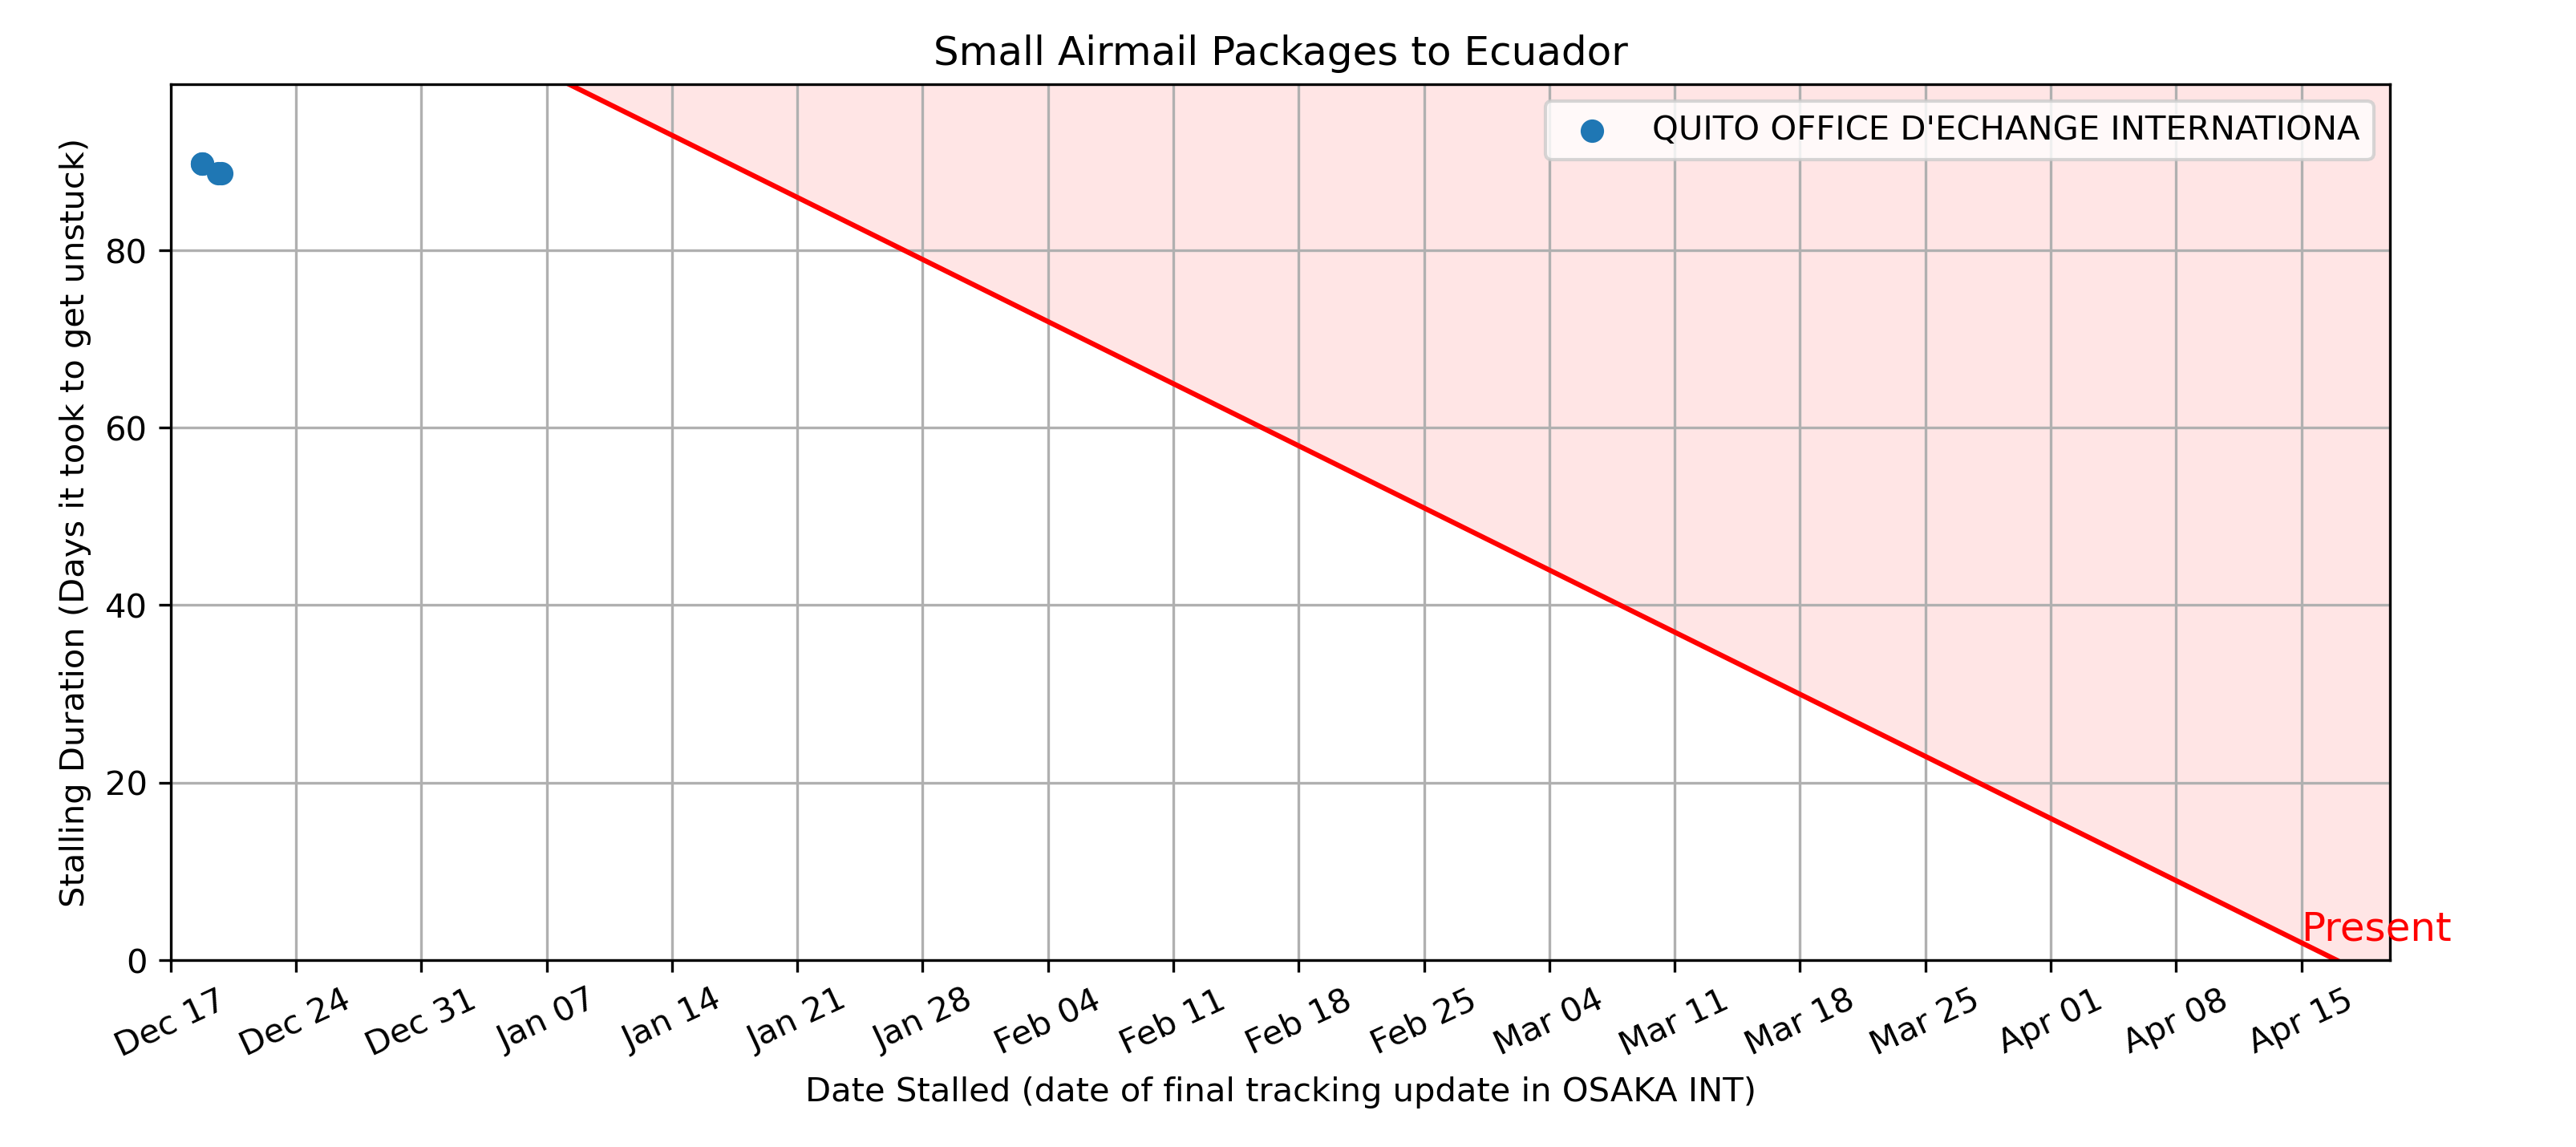 Small Airmail Packages to Ecuador
QUITO OFFICE D'ECHANGE INTERNATIONA
Stalling Duration (Days it took to get unstuck)
80
60
40
20
0
Present
Dec 17
Dec 24
Dec 31
Jan 07
Jan 14
Jan 21
Jan 28
Feb 04
Feb 11
Feb 18
Feb 25
Mar 04
Mar 11
Mar 18
Mar 25
Apr 01
Apr 08
Apr 15
Date Stalled (date of final tracking update in OSAKA INT)